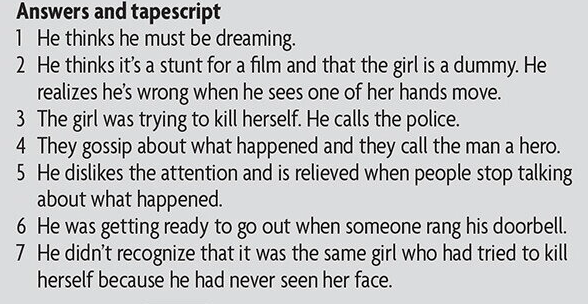 Answers and tapescript
1 He thinks he must be dreaming.
2 He thinks it's a stunt for a film and that the girl is a dummy. He
realizes he's wrong when he sees one of her hands move.
3 The girl was trying to kill herself. He calls the police.
4 They gossip about what happened and they call the man a hero.
5 He dislikes the attention and is relieved when people stop talking
about what happened.
6 He was getting ready to go out when someone rang his doorbell.
7 He didn't recognize that it was the same girl who had tried to kill
herself because he had never seen her face.